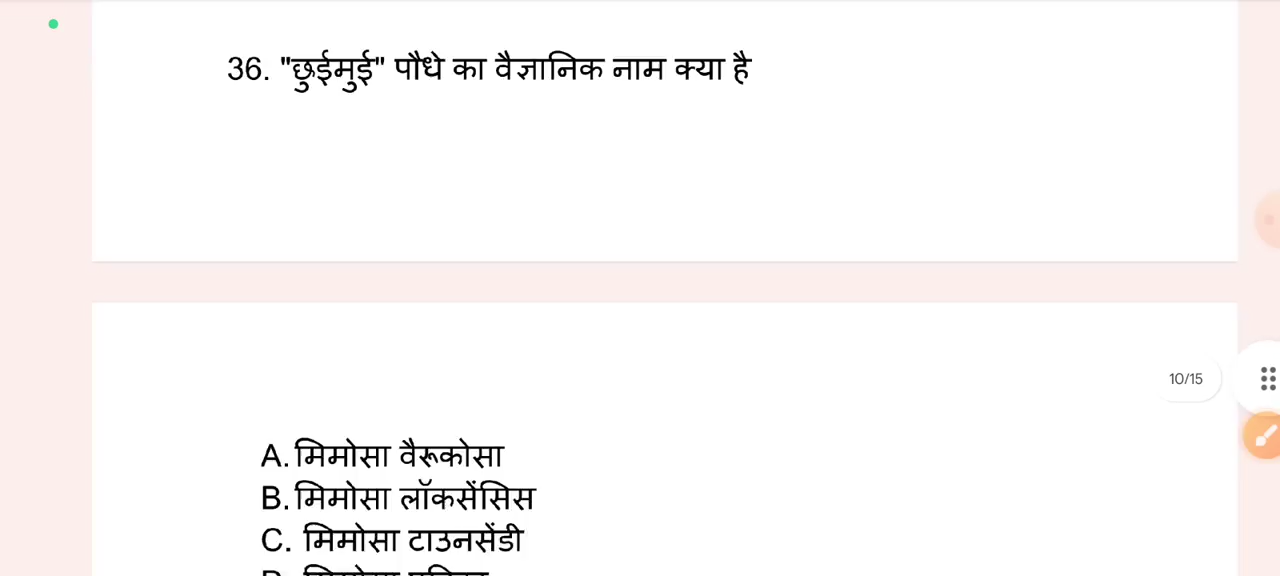 36. "छुईमुई" पौधे का वैज्ञानिक नाम क्या है
10/15
A. मिमोसा वैरूकोसा
B. मिमोसा लॉकसेंसिस
C. मिमोसा टाउनसेंडी